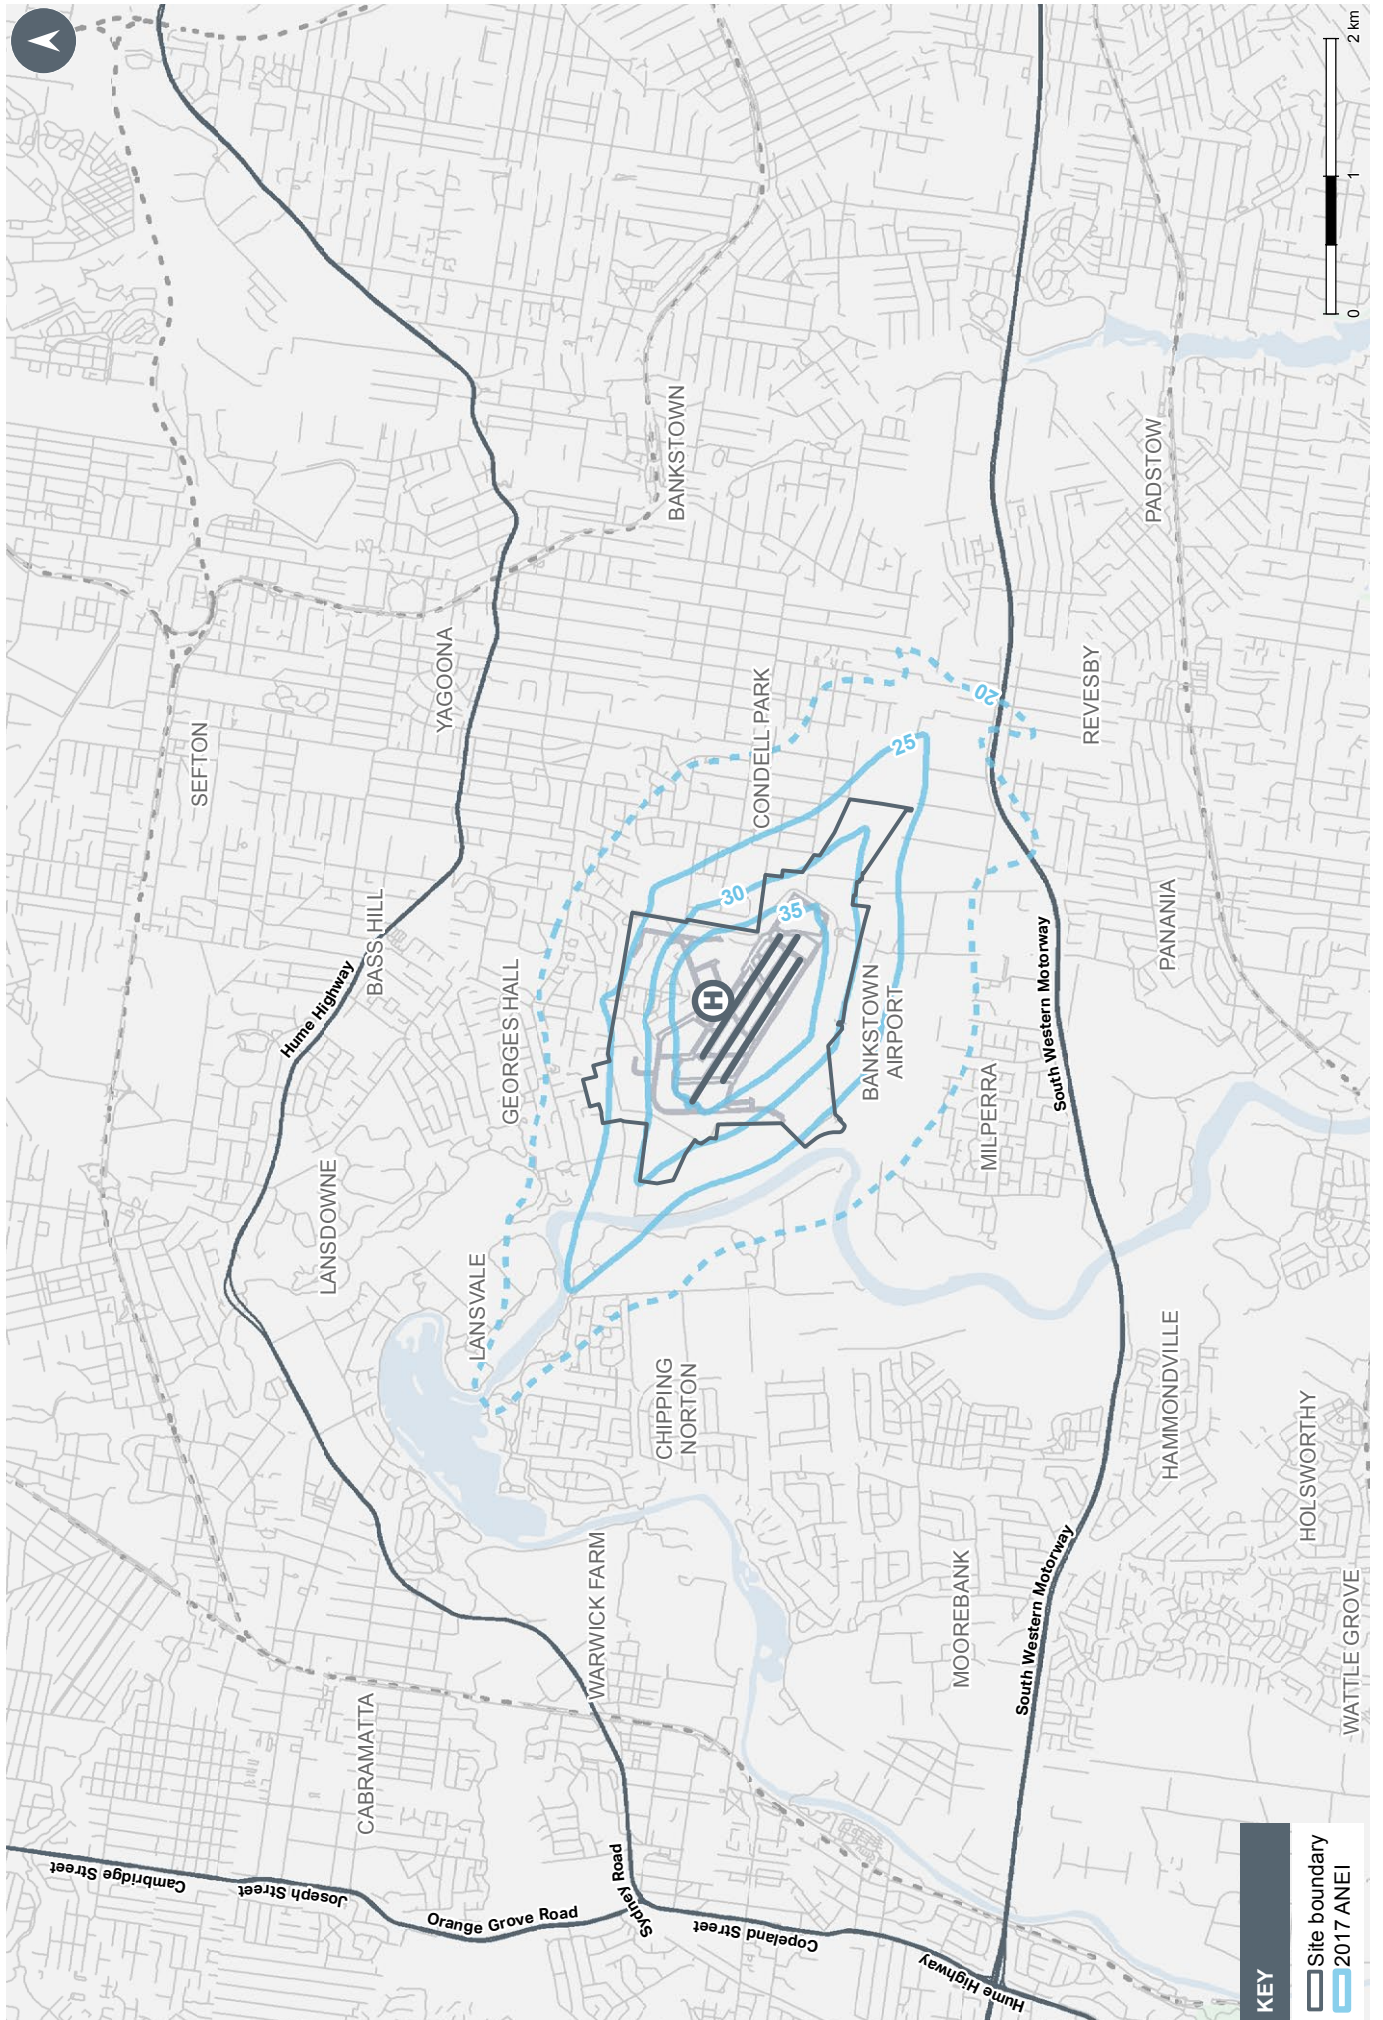 SEFTON
YAGOONA
BASS HILL
Hume Highway
BANKSTOWN
LANSDOWNE
GEORGES HALL
CONDELL PARK
LANSVALE
CABRAMATTA
Cambridge Street
Joseph Street
Orange Grove Road
Sydney Road
Copeland Street
Hume Highway
WARWICK FARM
CHIPPING
NORTON
30
35
25
20
H
BANKSTOWN
AIRPORT
MILPERRA
REVESBY
PADSTOW
PANANIA
South Western Motorway
South Western Motorway
MOOREBANK
HAMMONDVILLE
HOLSWORTHY
WATTLE GROVE
KEY
Site boundary
2017 ANEI
0
1
2 km